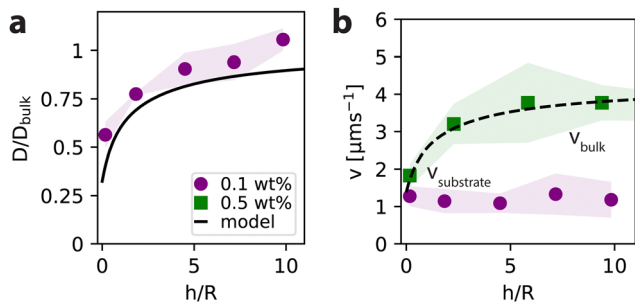 a
D/D_bulk
1
0.75
0.5
0.25
0
0.1 wt%
0.5 wt%
model
0
5
10
h/R
b
v [μms⁻¹]
6
5
4
3
2
1
0
v_bulk
v_substrate
0
5
10
h/R